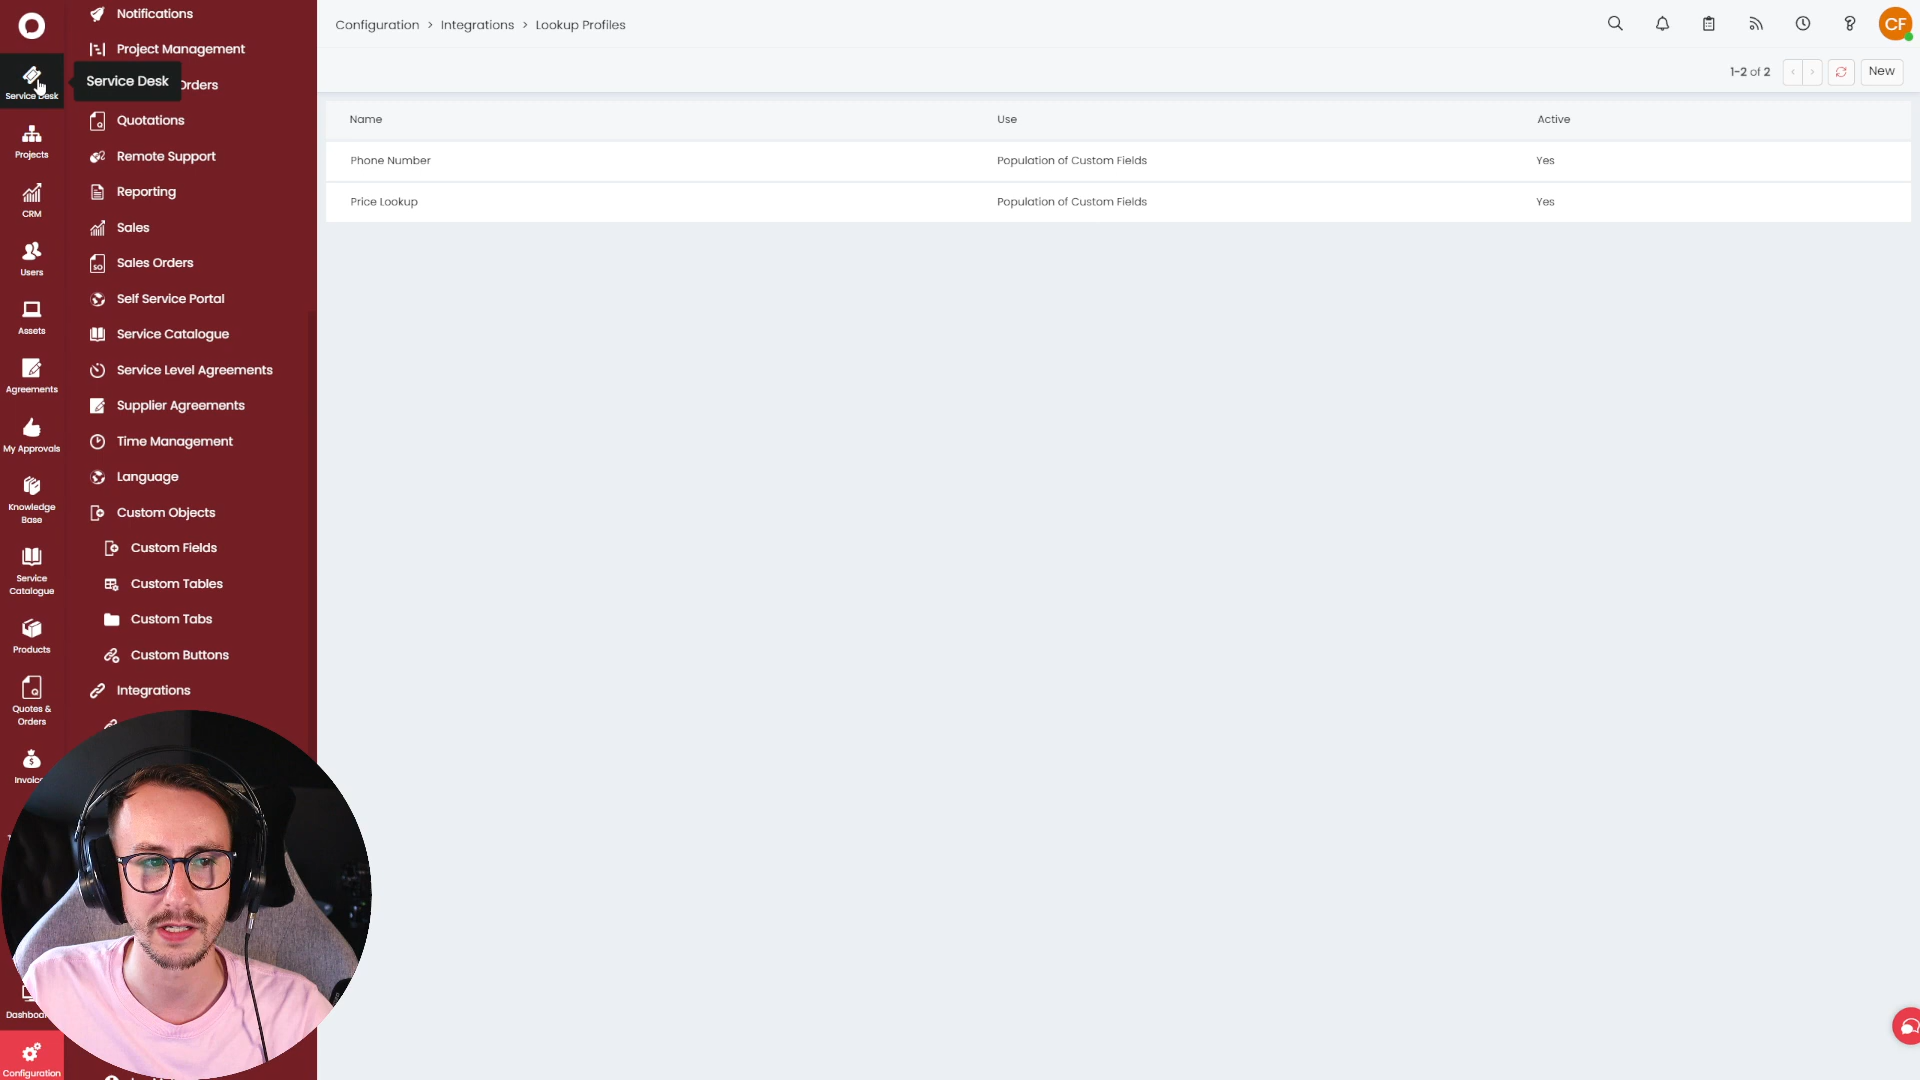 Notifications
Project Management
Service Desk
Orders
Quotations
Remote Support
Reporting
Sales
Sales Orders
Self Service Portal
Service Catalogue
Service Level Agreements
Supplier Agreements
Time Management
Language
Custom Objects
Custom Fields
Custom Tables
Custom Tabs
Custom Buttons
Integrations
Service Desk
Projects
CRM
Users
Assets
Agreements
My Approvals
Knowledge
Base
Service
Catalogue
Products
Quotes &
Orders
Invoice
Dashboar
Configuration
Configuration > Integrations > Lookup Profiles
CF
1-2 of 2
New
Name Use Active
Phone Number Population of Custom Fields Yes
Price Lookup Population of Custom Fields Yes